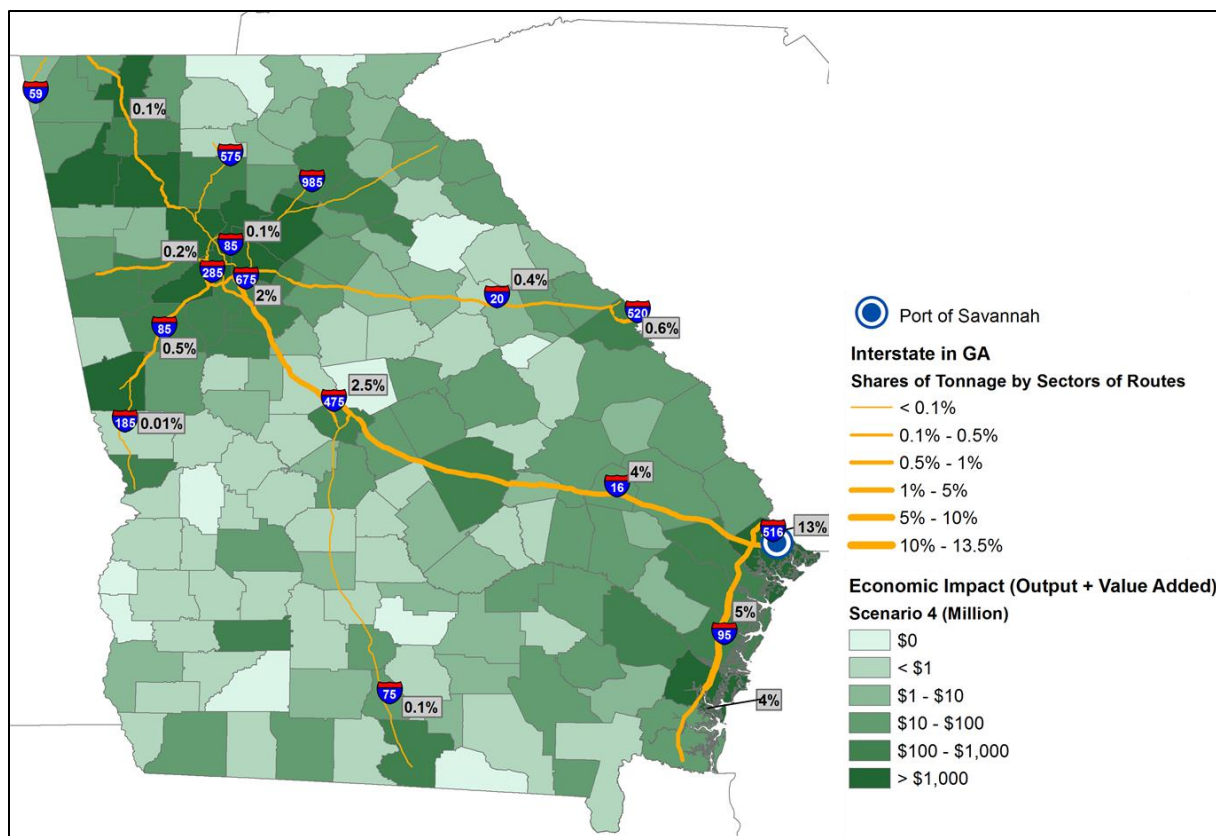 59
0.1%
575
985
0.1%
85
0.2%
285
675
2%
0.4%
20
520
0.6%
85
0.5%
2.5%
475
185
0.01%
4%
16
516
13%
5%
95
4%
75
0.1%
Port of Savannah
Interstate in GA
Shares of Tonnage by Sectors of Routes
< 0.1%
0.1% - 0.5%
0.5% - 1%
1% - 5%
5% - 10%
10% - 13.5%
Economic Impact (Output + Value Added)
Scenario 4 (Million)
$0
< $1
$1 - $10
$10 - $100
$100 - $1,000
> $1,000